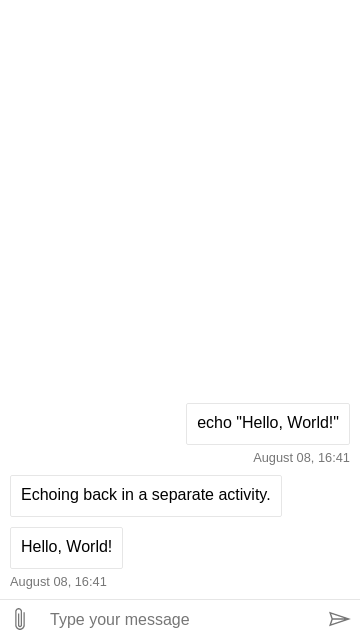 echo "Hello, World!"
August 08, 16:41
Echoing back in a separate activity.
Hello, World!
August 08, 16:41
Type your message